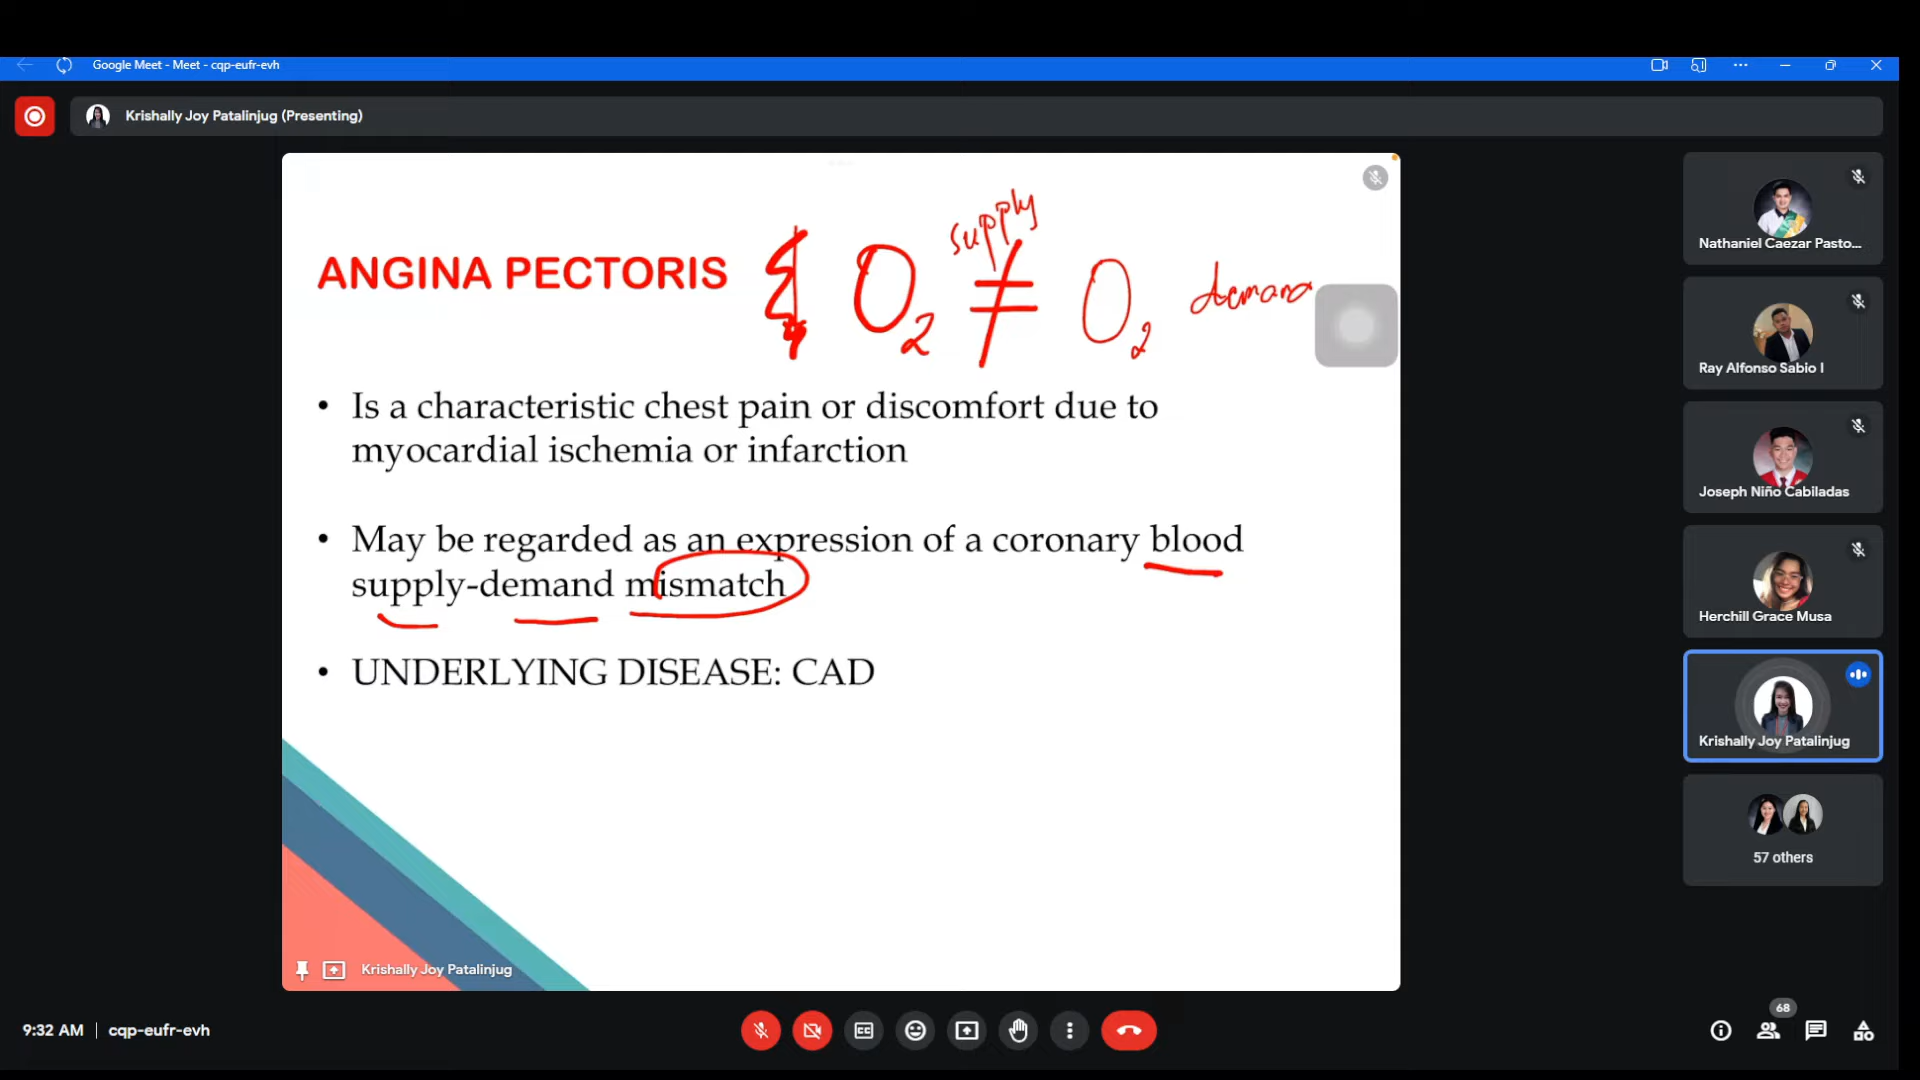 Google Meet - Meet - cqp-eufr-evh
Krishally Joy Patalinjug (Presenting)
supply
ANGINA PECTORIS
O2 ≠ O2 demand
• Is a characteristic chest pain or discomfort due to
myocardial ischemia or infarction
• May be regarded as an expression of a coronary blood
supply-demand mismatch
• UNDERLYING DISEASE: CAD
Krishally Joy Patalinjug
Nathaniel Caezar Pasto...
Ray Alfonso Sabio I
Joseph Niño Cabiladas
Herchill Grace Musa
Krishally Joy Patalinjug
57 others
9:32 AM | cqp-eufr-evh
68